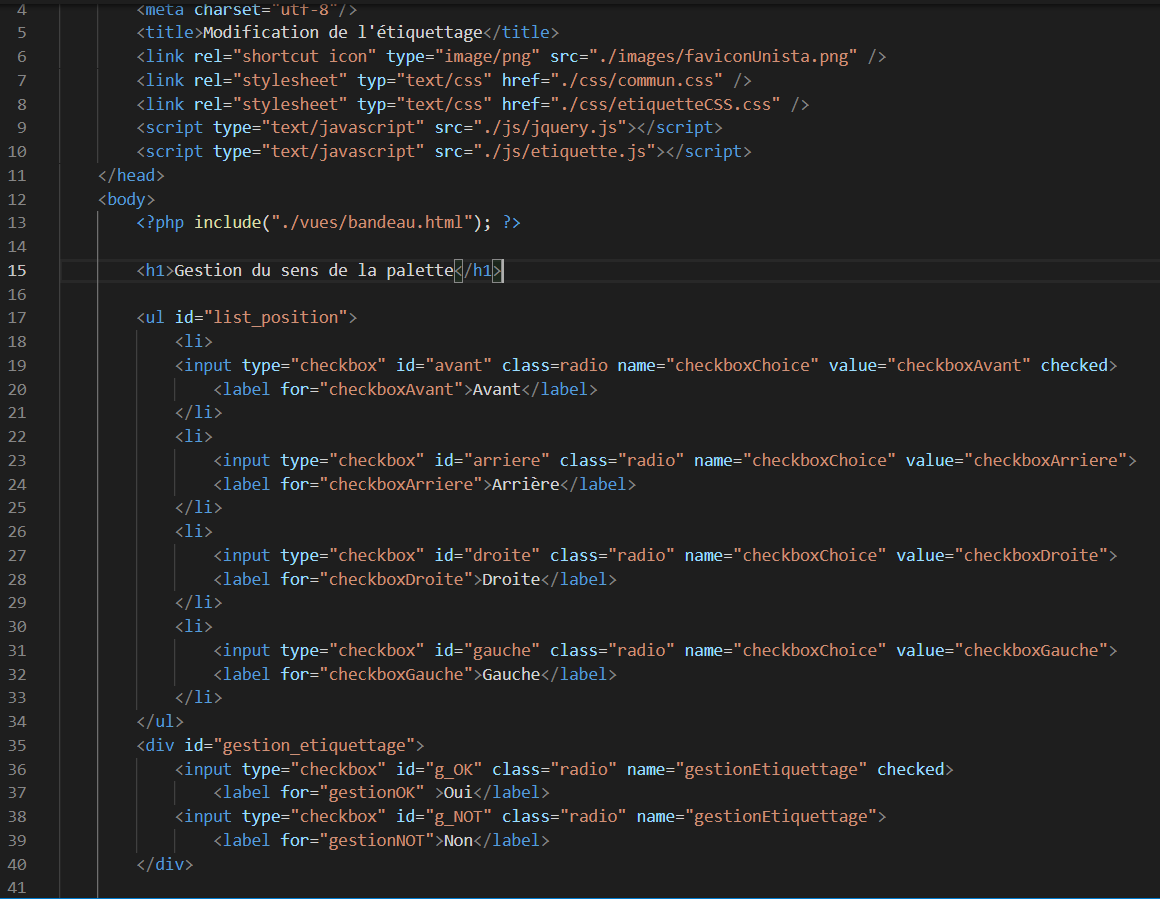 4 <meta charset="utf-8"/>
5 <title>Modification de l'étiquettage</title>
6 <link rel="shortcut icon" type="image/png" src="./images/faviconUnista.png" />
7 <link rel="stylesheet" typ="text/css" href="./css/commun.css" />
8 <link rel="stylesheet" typ="text/css" href="./css/etiquetteCSS.css" />
9 <script type="text/javascript" src="./js/jquery.js"></script>
10 <script type="text/javascript" src="./js/etiquette.js"></script>
11 </head>
12 <body>
13 <?php include("./vues/bandeau.html"); ?>
14
15 <h1>Gestion du sens de la palette</h1>
16
17 <ul id="list_position">
18 <li>
19 <input type="checkbox" id="avant" class=radio name="checkboxChoice" value="checkboxAvant" checked>
20 <label for="checkboxAvant">Avant</label>
21 </li>
22 <li>
23 <input type="checkbox" id="arriere" class="radio" name="checkboxChoice" value="checkboxArriere">
24 <label for="checkboxArriere">Arrière</label>
25 </li>
26 <li>
27 <input type="checkbox" id="droite" class="radio" name="checkboxChoice" value="checkboxDroite">
28 <label for="checkboxDroite">Droite</label>
29 </li>
30 <li>
31 <input type="checkbox" id="gauche" class="radio" name="checkboxChoice" value="checkboxGauche">
32 <label for="checkboxGauche">Gauche</label>
33 </li>
34 </ul>
35 <div id="gestion_etiquettage">
36 <input type="checkbox" id="g_OK" class="radio" name="gestionEtiquettage" checked>
37 <label for="gestionOK" >Oui</label>
38 <input type="checkbox" id="g_NOT" class="radio" name="gestionEtiquettage">
39 <label for="gestionNOT">Non</label>
40 </div>
41